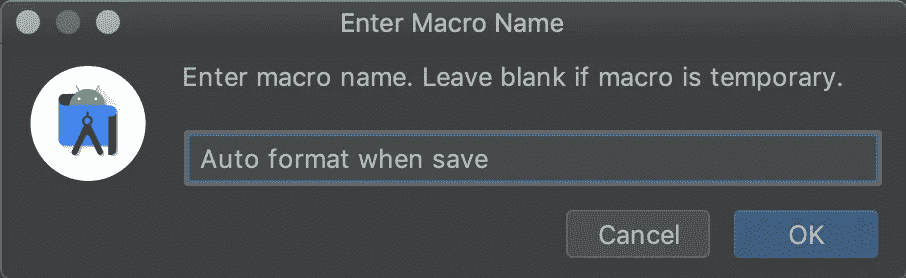 Enter Macro Name
Enter macro name. Leave blank if macro is temporary.
Auto format when save
Cancel OK